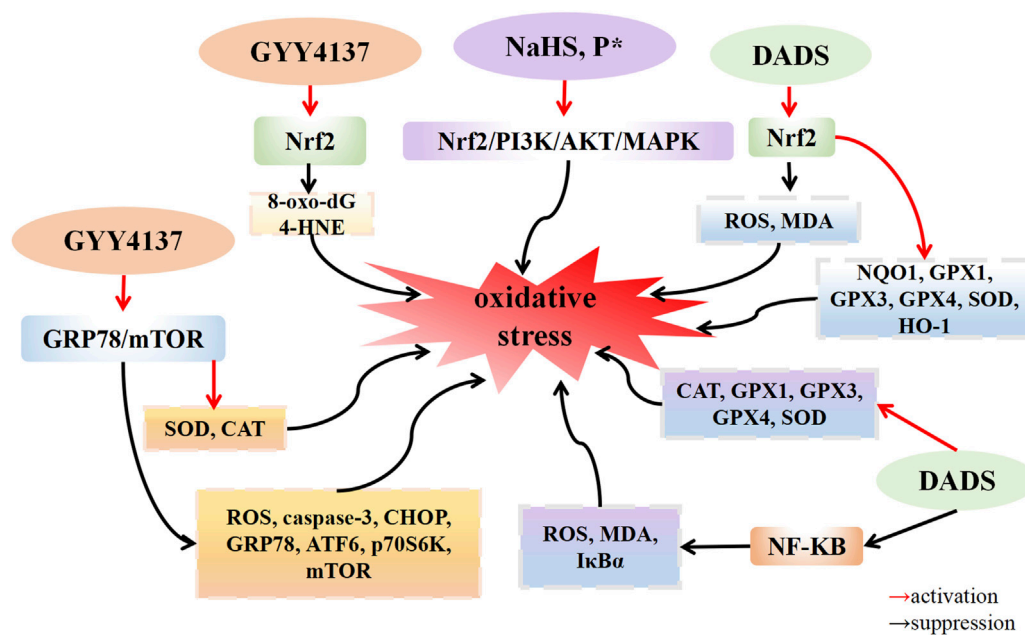 GYY4137
NaHS, P*
DADS
Nrf2
Nrf2/PI3K/AKT/MAPK
Nrf2
8-oxo-dG
4-HNE
ROS, MDA
GYY4137
NQO1, GPX1,
GPX3, GPX4, SOD,
HO-1
oxidative
stress
GRP78/mTOR
CAT, GPX1, GPX3,
GPX4, SOD
SOD, CAT
DADS
ROS, caspase-3, CHOP,
GRP78, ATF6, p70S6K,
mTOR
ROS, MDA,
IκBα
NF-KB
→activation
→suppression